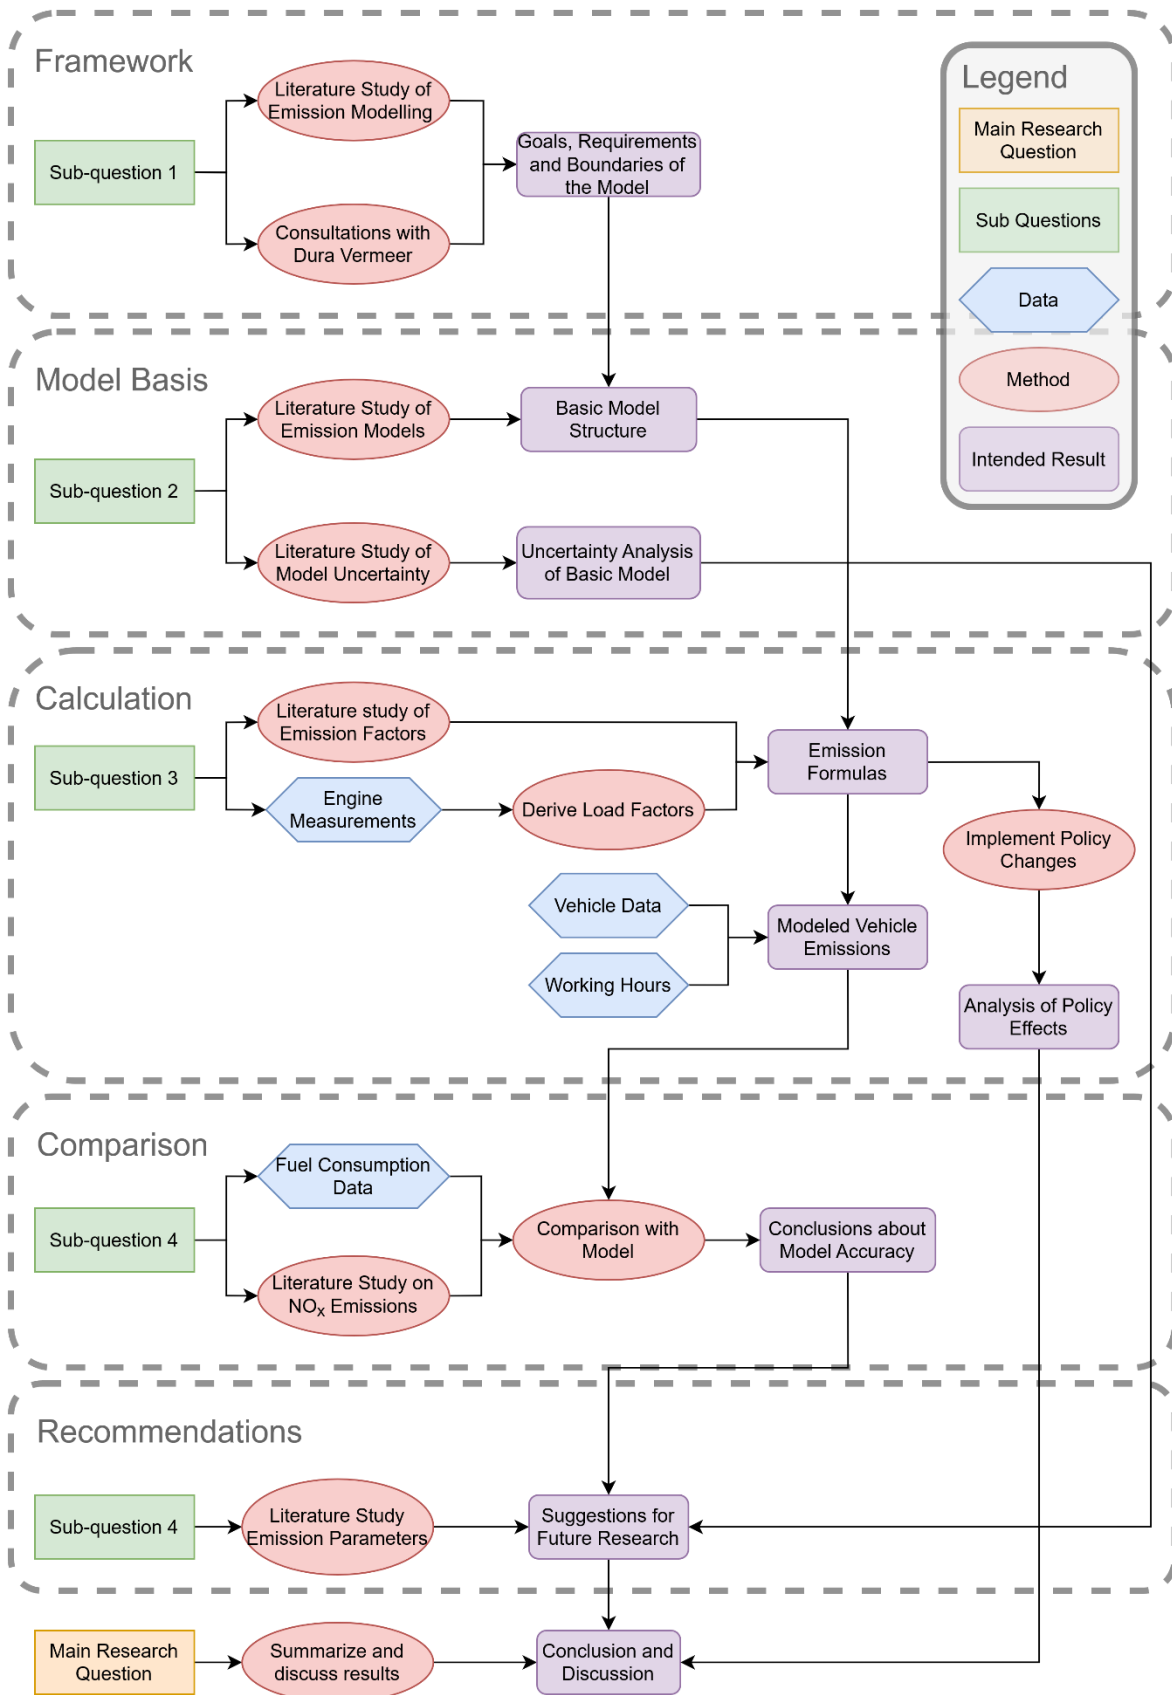 Framework
Literature Study of
Emission Modelling
Sub-question 1
Goals, Requirements
and Boundaries of
the Model
Consultations with
Dura Vermeer
Legend
Main Research
Question
Sub Questions
Data
Method
Intended Result
Model Basis
Literature Study of
Emission Models
Basic Model
Structure
Sub-question 2
Literature Study of
Model Uncertainty
Uncertainty Analysis
of Basic Model
Calculation
Literature study of
Emission Factors
Sub-question 3
Emission
Formulas
Engine
Measurements
Derive Load Factors
Implement Policy
Changes
Vehicle Data
Modeled Vehicle
Emissions
Working Hours
Analysis of Policy
Effects
Comparison
Fuel Consumption
Data
Sub-question 4
Comparison with
Model
Conclusions about
Model Accuracy
Literature Study on
NOx Emissions
Recommendations
Sub-question 4
Literature Study
Emission Parameters
Suggestions for
Future Research
Main Research
Question
Summarize and
discuss results
Conclusion and
Discussion